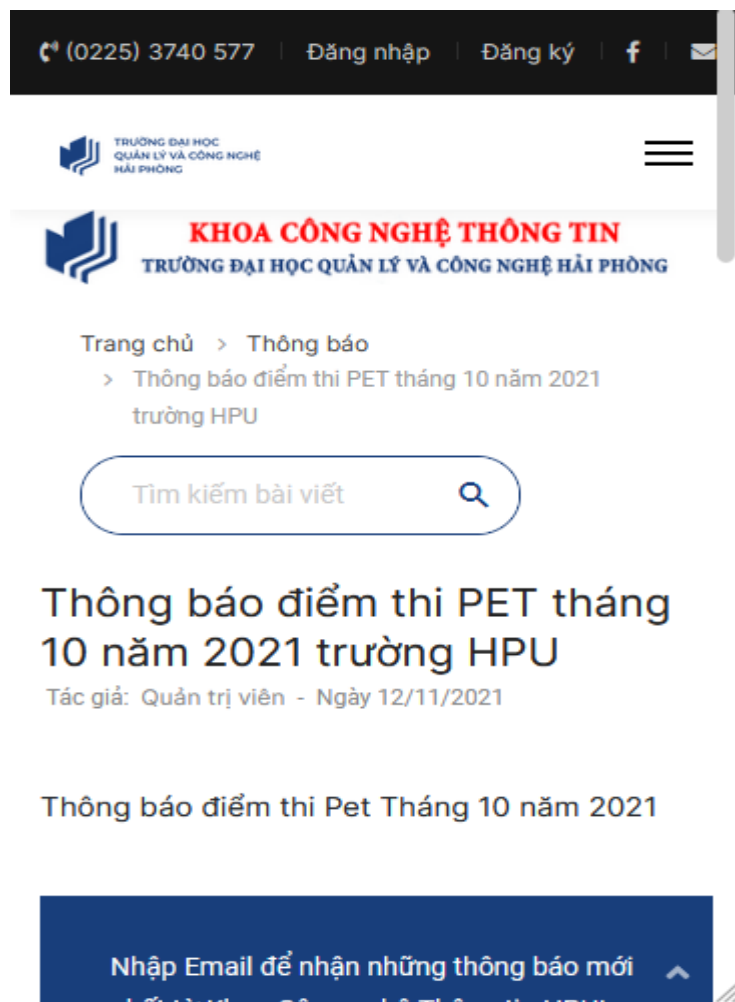 (0225) 3740 577 Đăng nhập Đăng ký
TRƯỜNG ĐẠI HỌC
QUẢN LÝ VÀ CÔNG NGHỆ
HẢI PHÒNG
KHOA CÔNG NGHỆ THÔNG TIN
TRƯỜNG ĐẠI HỌC QUẢN LÝ VÀ CÔNG NGHỆ HẢI PHÒNG
Trang chủ > Thông báo
> Thông báo điểm thi PET tháng 10 năm 2021
trường HPU
Tìm kiếm bài viết
Thông báo điểm thi PET tháng
10 năm 2021 trường HPU
Tác giả: Quản trị viên - Ngày 12/11/2021
Thông báo điểm thi Pet Tháng 10 năm 2021
Nhập Email để nhận những thông báo mới